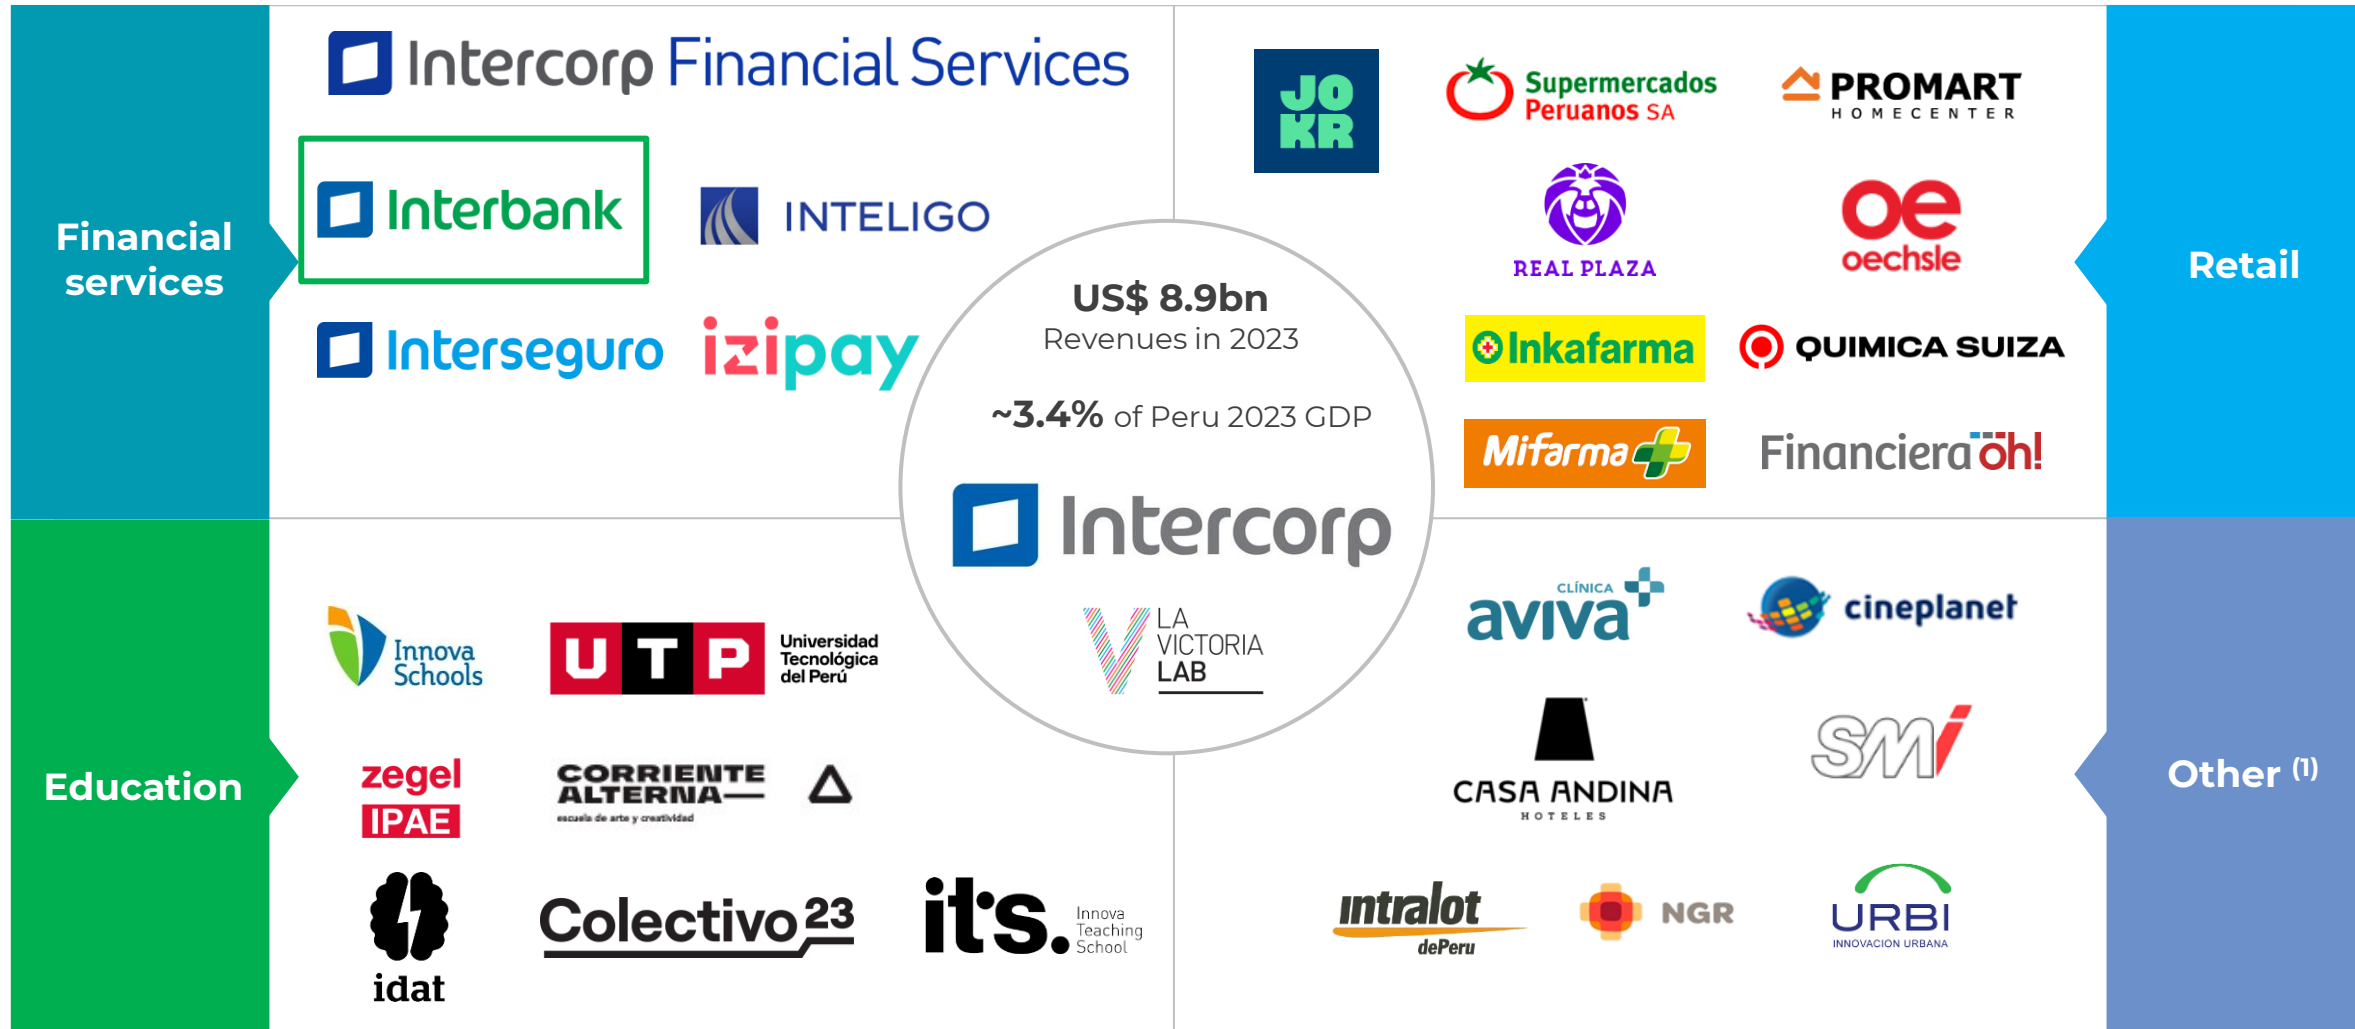 Financial
services
Intercorp Financial Services
Interbank
INTELIGO
Interseguro
izipay
JO
KR
Supermercados
Peruanos SA
PROMART
HOMECENTER
REAL PLAZA
oe
oechsle
Inkafarma
QUIMICA SUIZA
Mifarma
Financiera oh!
Retail
US$ 8.9bn
Revenues in 2023
~3.4% of Peru 2023 GDP
Intercorp
LA
VICTORIA
LAB
Education
Innova
Schools
UTP
Universidad
Tecnológica
del Perú
zegel
IPAE
CORRIENTE
ALTERNA
escuela de arte y creatividad
idat
Colectivo 23
it's.
Innova
Teaching
School
CLÍNICA
aviva
cineplanet
CASA ANDINA
HOTELES
SMi
intralot
dePeru
NGR
URBI
INNOVACION URBANA
Other (1)